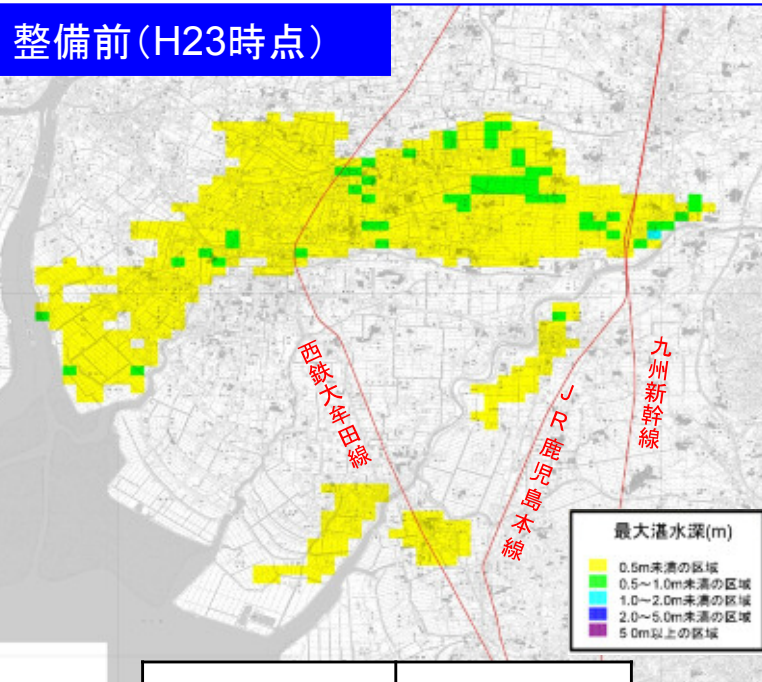 整備前(H23時点)
西鉄大牟田線
JR鹿児島本線
九州新幹線
最大湛水深(m)
0.5m未満の区域
0.5～1.0m未満の区域
1.0～2.0m未満の区域
2.0～5.0m未満の区域
5.0m以上の区域